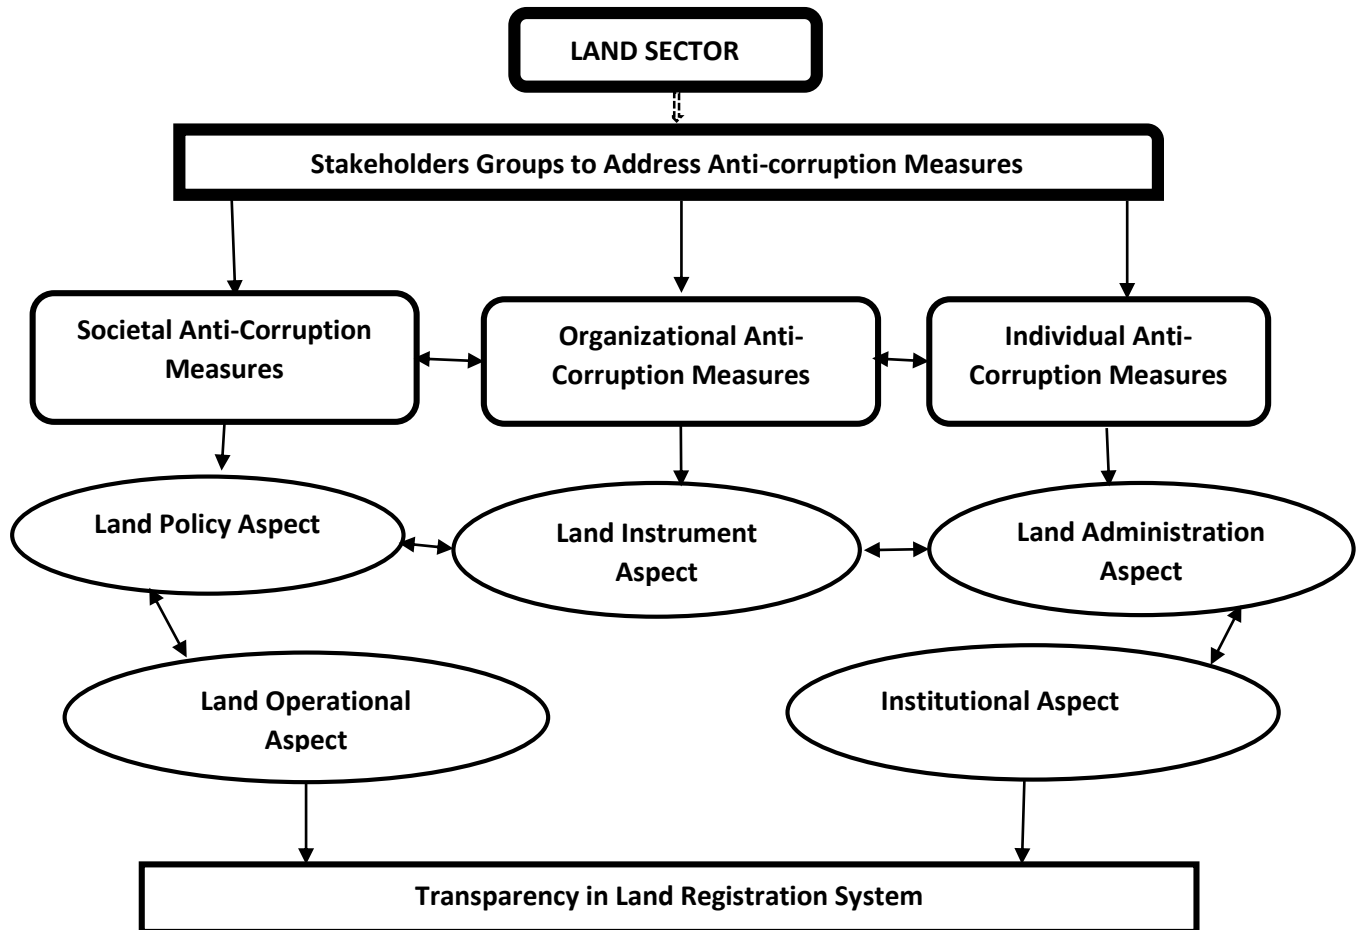 LAND SECTOR
Stakeholders Groups to Address Anti-corruption Measures
Societal Anti-Corruption
Measures
Organizational Anti-
Corruption Measures
Individual Anti-
Corruption Measures
Land Policy Aspect
Land Instrument
Aspect
Land Administration
Aspect
Land Operational
Aspect
Institutional Aspect
Transparency in Land Registration System